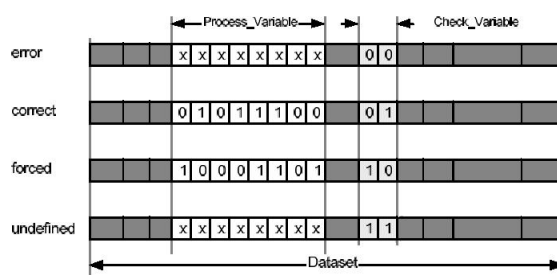 Process_Variable Check_Variable
error x x x x x x x x 0 0
correct 0 1 0 1 1 1 0 0 0 1
forced 1 0 0 0 1 1 0 1 1 0
undefined x x x x x x x x 1 1
Dataset